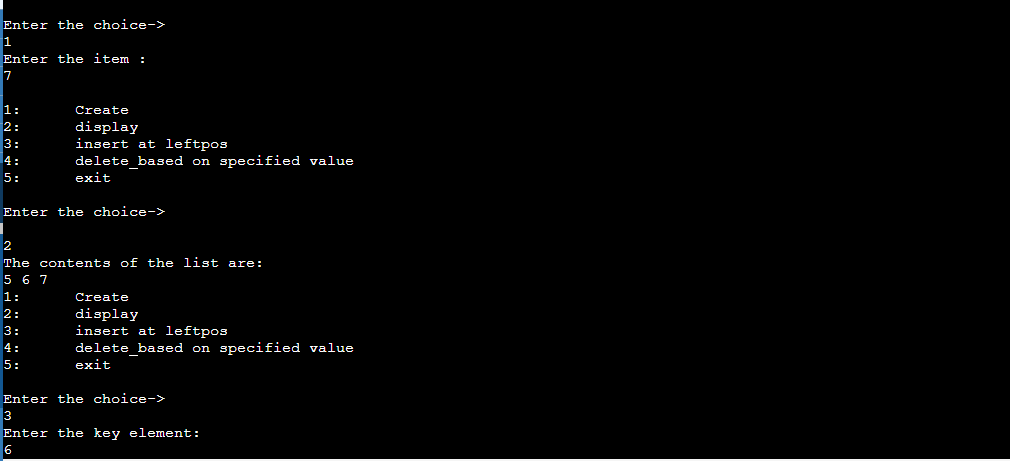 Enter the choice->
1
Enter the item :
7
1: Create
2: display
3: insert at leftpos
4: delete_based on specified value
5: exit
Enter the choice->
2
The contents of the list are:
5 6 7
1: Create
2: display
3: insert at leftpos
4: delete_based on specified value
5: exit
Enter the choice->
3
Enter the key element:
6